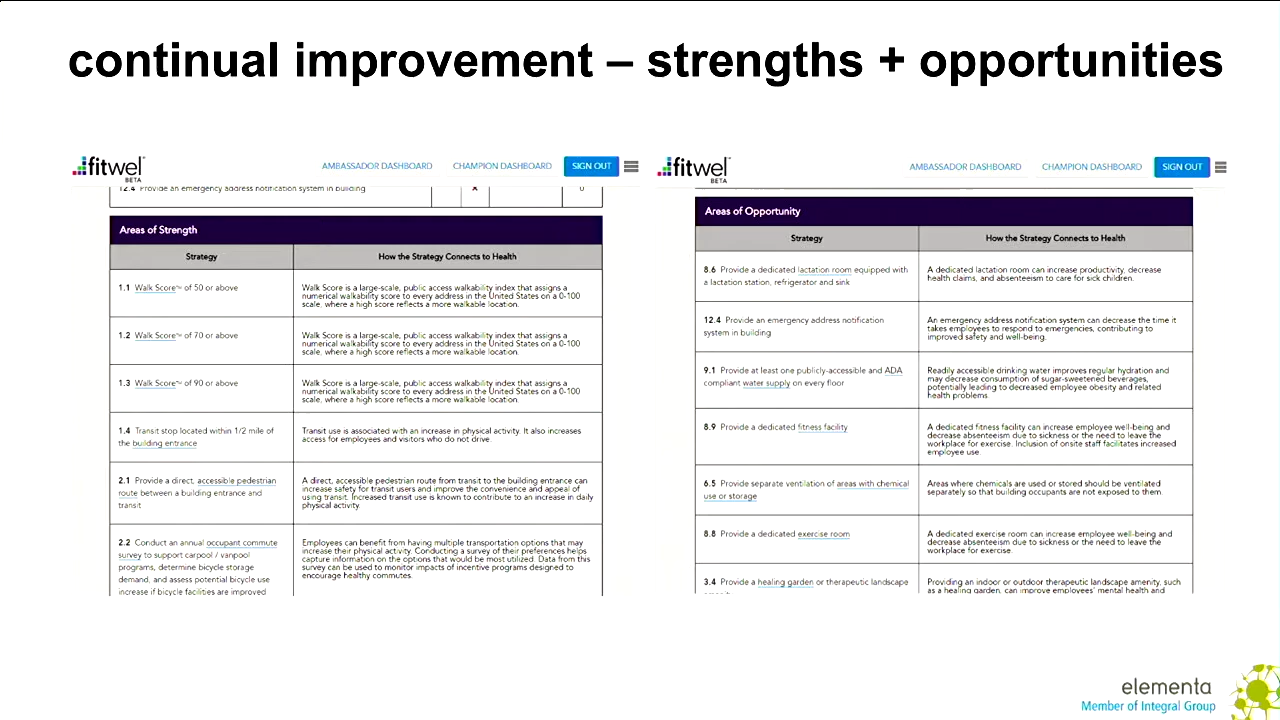 continual improvement – strengths + opportunities
fitwel
BETA
AMBASSADOR DASHBOARD CHAMPION DASHBOARD SIGN OUT
12.4 Provide an emergency address notification system in building X 0
Areas of Strength
Strategy How the Strategy Connects to Health
1.1 Walk Score™ of 50 or above
Walk Score is a large-scale, public access walkability index that assigns a
numerical walkability score to every address in the United States on a 0-100
scale, where a high score reflects a more walkable location.
1.2 Walk Score™ of 70 or above
Walk Score is a large-scale, public access walkability index that assigns a
numerical walkability score to every address in the United States on a 0-100
scale, where a high score reflects a more walkable location.
1.3 Walk Score™ of 90 or above
Walk Score is a large-scale, public access walkability index that assigns a
numerical walkability score to every address in the United States on a 0-100
scale, where a high score reflects a more walkable location.
1.4 Transit stop located within 1/2 mile of
the building entrance
Transit use is associated with an increase in physical activity. It also increases
access for employees and visitors who do not drive.
2.1 Provide a direct, accessible pedestrian
route between a building entrance and
transit
A direct, accessible pedestrian route from transit to the building entrance can
increase safety for transit users and improve the convenience and appeal of
using transit. Increased transit use is known to contribute to an increase in daily
physical activity.
2.2 Conduct an annual occupant commute
survey to support carpool / vanpool
programs, determine bicycle storage
demand, and assess potential bicycle use
increase if bicycle facilities are improved
Employees can benefit from having multiple transportation options that may
increase their physical activity. Conducting a survey of their preferences helps
capture information on the options that would be most utilized. Data from this
survey can be used to monitor impacts of incentive programs designed to
encourage healthy commutes.
fitwel
BETA
AMBASSADOR DASHBOARD CHAMPION DASHBOARD SIGN OUT
Areas of Opportunity
Strategy How the Strategy Connects to Health
8.6 Provide a dedicated lactation room equipped with
a lactation station, refrigerator and sink
A dedicated lactation room can increase productivity, decrease
health claims, and absenteeism to care for sick children.
12.4 Provide an emergency address notification
system in building
An emergency address notification system can decrease the time it
takes employees to respond to emergencies, contributing to
improved safety and well-being.
9.1 Provide at least one publicly-accessible and ADA
compliant water supply on every floor
Readily accessible drinking water improves regular hydration and
may decrease consumption of sugar-sweetened beverages,
potentially leading to decreased employee obesity and related
health problems.
8.9 Provide a dedicated fitness facility
A dedicated fitness facility can increase employee well-being and
decrease absenteeism due to sickness or the need to leave the
workplace for exercise. Inclusion of onsite staff facilitates increased
employee use.
6.5 Provide separate ventilation of areas with chemical
use or storage
Areas where chemicals are used or stored should be ventilated
separately so that building occupants are not exposed to them.
8.8 Provide a dedicated exercise room
A dedicated exercise room can increase employee well-being and
decrease absenteeism due to sickness or the need to leave the
workplace for exercise.
3.4 Provide a healing garden or therapeutic landscape
Providing an indoor or outdoor therapeutic landscape amenity, such
as a healing garden, can improve employees' mental health and
elementa
Member of Integral Group